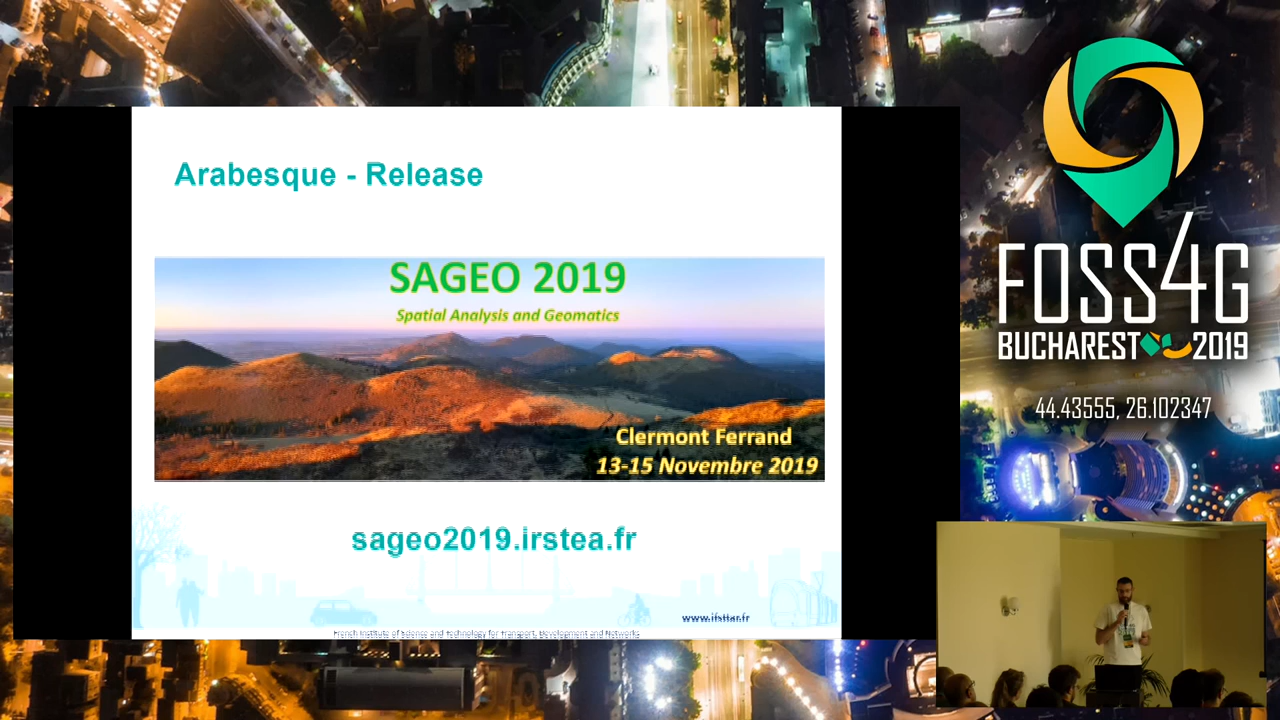 Arabesque - Release
SAGEO 2019
Spatial Analysis and Geomatics
Clermont Ferrand
13-15 Novembre 2019
sageo2019.irstea.fr
www.ifsttar.fr
French Institute of Science and Technology for Transport, Development and Networks
FOSS4G
BUCHAREST 2019
44.43555, 26.102347